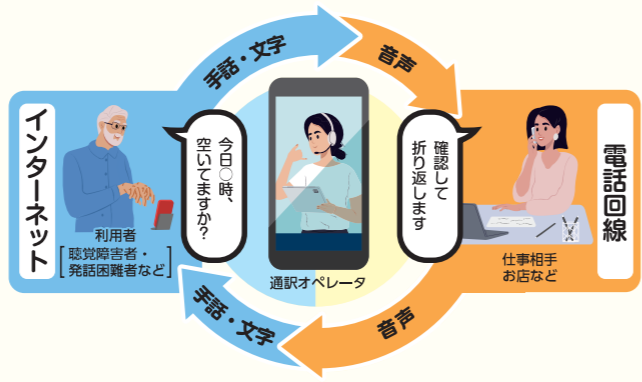 手話・文字
音声
インターネット
今日○時、
空いてますか?
確認して
折り返します
電話回線
利用者
聴覚障害者・
発話困難者など
通訳オペレータ
仕事相手
お店など
手話・文字
音声